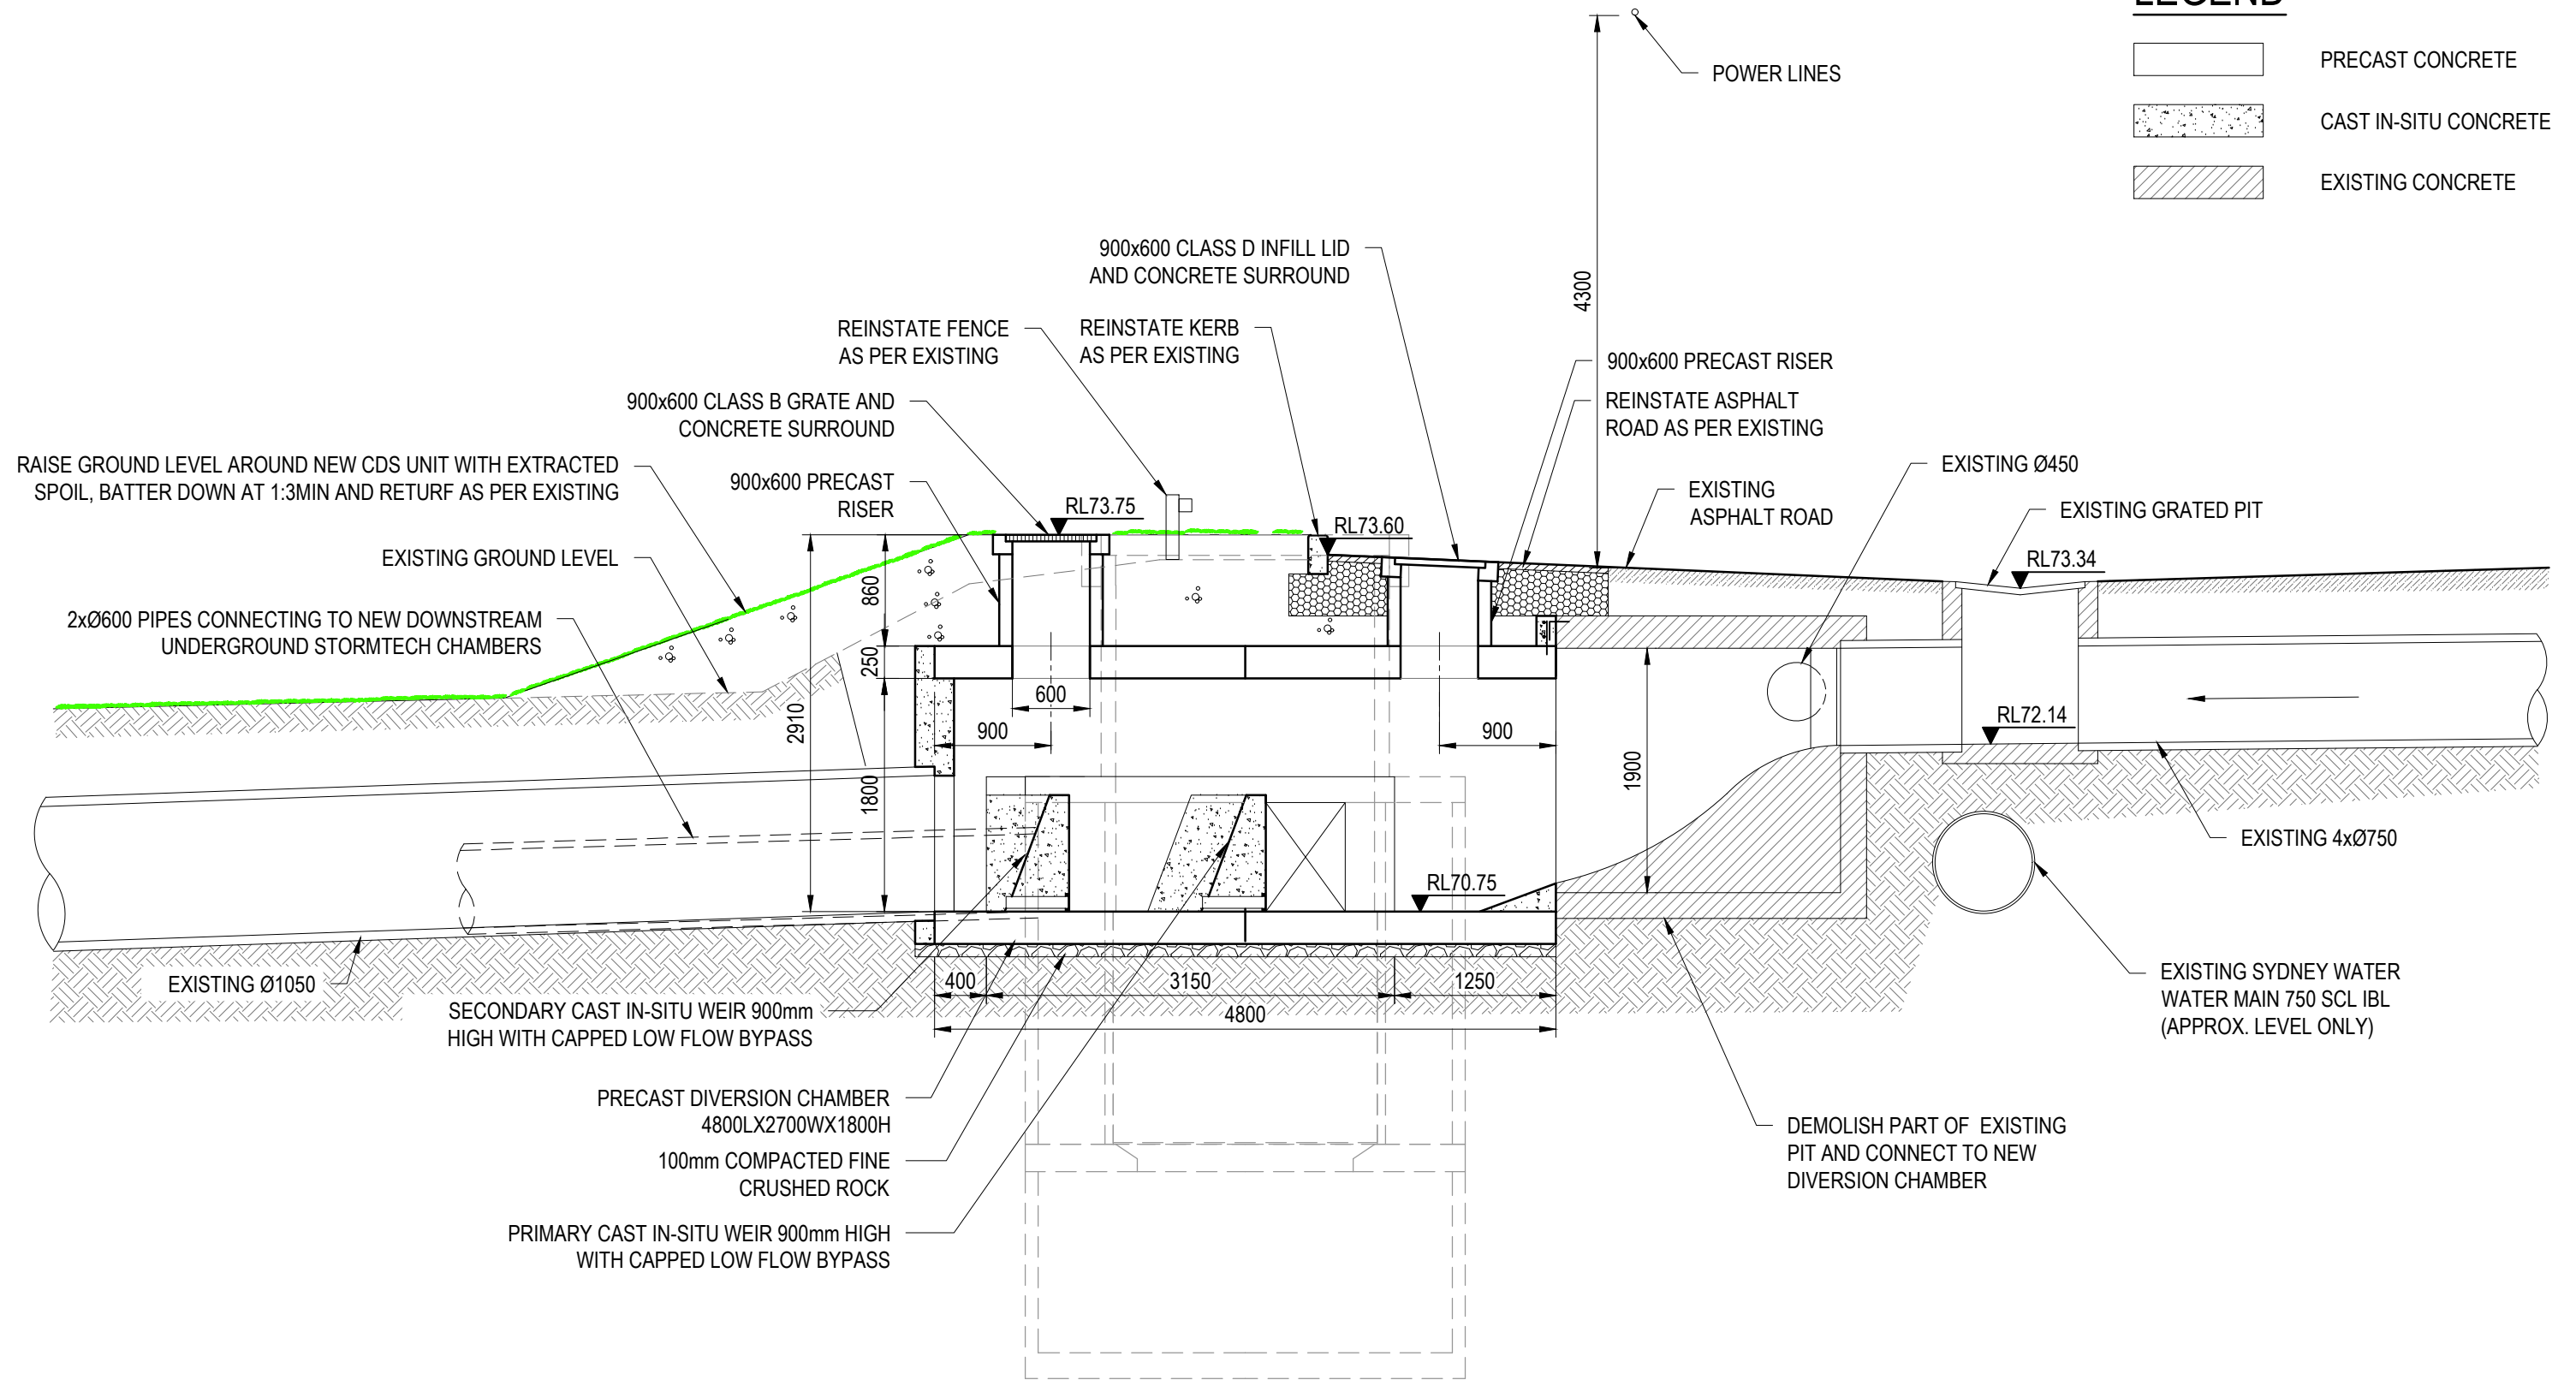 LEGEND
PRECAST CONCRETE
CAST IN-SITU CONCRETE
EXISTING CONCRETE
POWER LINES
4300
900x600 CLASS D INFILL LID
AND CONCRETE SURROUND
REINSTATE FENCE
AS PER EXISTING
REINSTATE KERB
AS PER EXISTING
900x600 PRECAST RISER
REINSTATE ASPHALT
ROAD AS PER EXISTING
900x600 CLASS B GRATE AND
CONCRETE SURROUND
RAISE GROUND LEVEL AROUND NEW CDS UNIT WITH EXTRACTED
SPOIL, BATTER DOWN AT 1:3MIN AND RETURF AS PER EXISTING
900x600 PRECAST
RISER
EXISTING Ø450
EXISTING
ASPHALT ROAD
EXISTING GRATED PIT
RL73.75
RL73.60
RL73.34
EXISTING GROUND LEVEL
2xØ600 PIPES CONNECTING TO NEW DOWNSTREAM
UNDERGROUND STORMTECH CHAMBERS
860
250
600
2910
900
900
RL72.14
1800
1900
EXISTING 4xØ750
RL70.75
EXISTING Ø1050
400
3150
1250
4800
EXISTING SYDNEY WATER
WATER MAIN 750 SCL IBL
(APPROX. LEVEL ONLY)
SECONDARY CAST IN-SITU WEIR 900mm
HIGH WITH CAPPED LOW FLOW BYPASS
PRECAST DIVERSION CHAMBER
4800LX2700WX1800H
100mm COMPACTED FINE
CRUSHED ROCK
DEMOLISH PART OF EXISTING
PIT AND CONNECT TO NEW
DIVERSION CHAMBER
PRIMARY CAST IN-SITU WEIR 900mm HIGH
WITH CAPPED LOW FLOW BYPASS